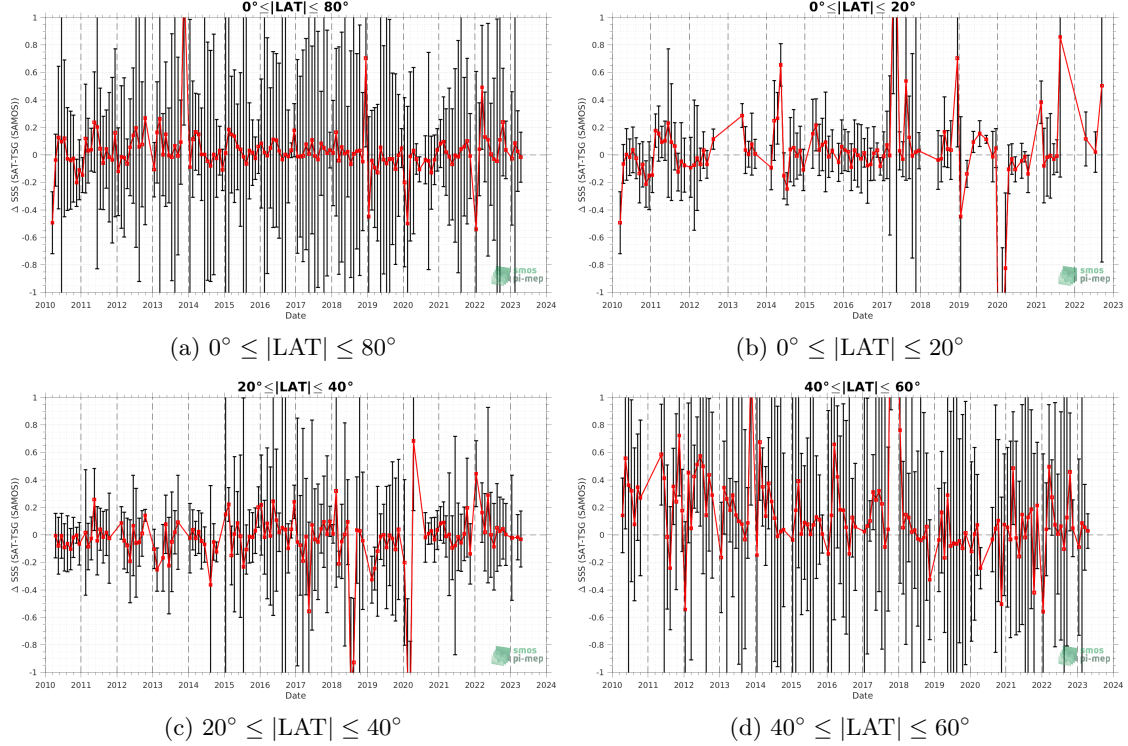 0°≤|LAT|≤ 80°
1
0.8
0.6
0.4
0.2
0
-0.2
-0.4
-0.6
-0.8
-1
Δ SSS (SAT-TSG (SAMOS))
2010 2011 2012 2013 2014 2015 2016 2017 2018 2019 2020 2021 2022 2023 2024
Date
smos
pi-mep
(a) 0° ≤ |LAT| ≤ 80°
0°≤|LAT|≤ 20°
1
0.8
0.6
0.4
0.2
0
-0.2
-0.4
-0.6
-0.8
-1
Δ SSS (SAT-TSG (SAMOS))
2010 2011 2012 2013 2014 2015 2016 2017 2018 2019 2020 2021 2022 2023
Date
smos
pi-mep
(b) 0° ≤ |LAT| ≤ 20°
20°≤|LAT|≤ 40°
1
0.8
0.6
0.4
0.2
0
-0.2
-0.4
-0.6
-0.8
-1
Δ SSS (SAT-TSG (SAMOS))
2010 2011 2012 2013 2014 2015 2016 2017 2018 2019 2020 2021 2022 2023 2024
Date
smos
pi-mep
(c) 20° ≤ |LAT| ≤ 40°
40°≤|LAT|≤ 60°
1
0.8
0.6
0.4
0.2
0
-0.2
-0.4
-0.6
-0.8
-1
Δ SSS (SAT-TSG (SAMOS))
2010 2011 2012 2013 2014 2015 2016 2017 2018 2019 2020 2021 2022 2023 2024
Date
smos
pi-mep
(d) 40° ≤ |LAT| ≤ 60°